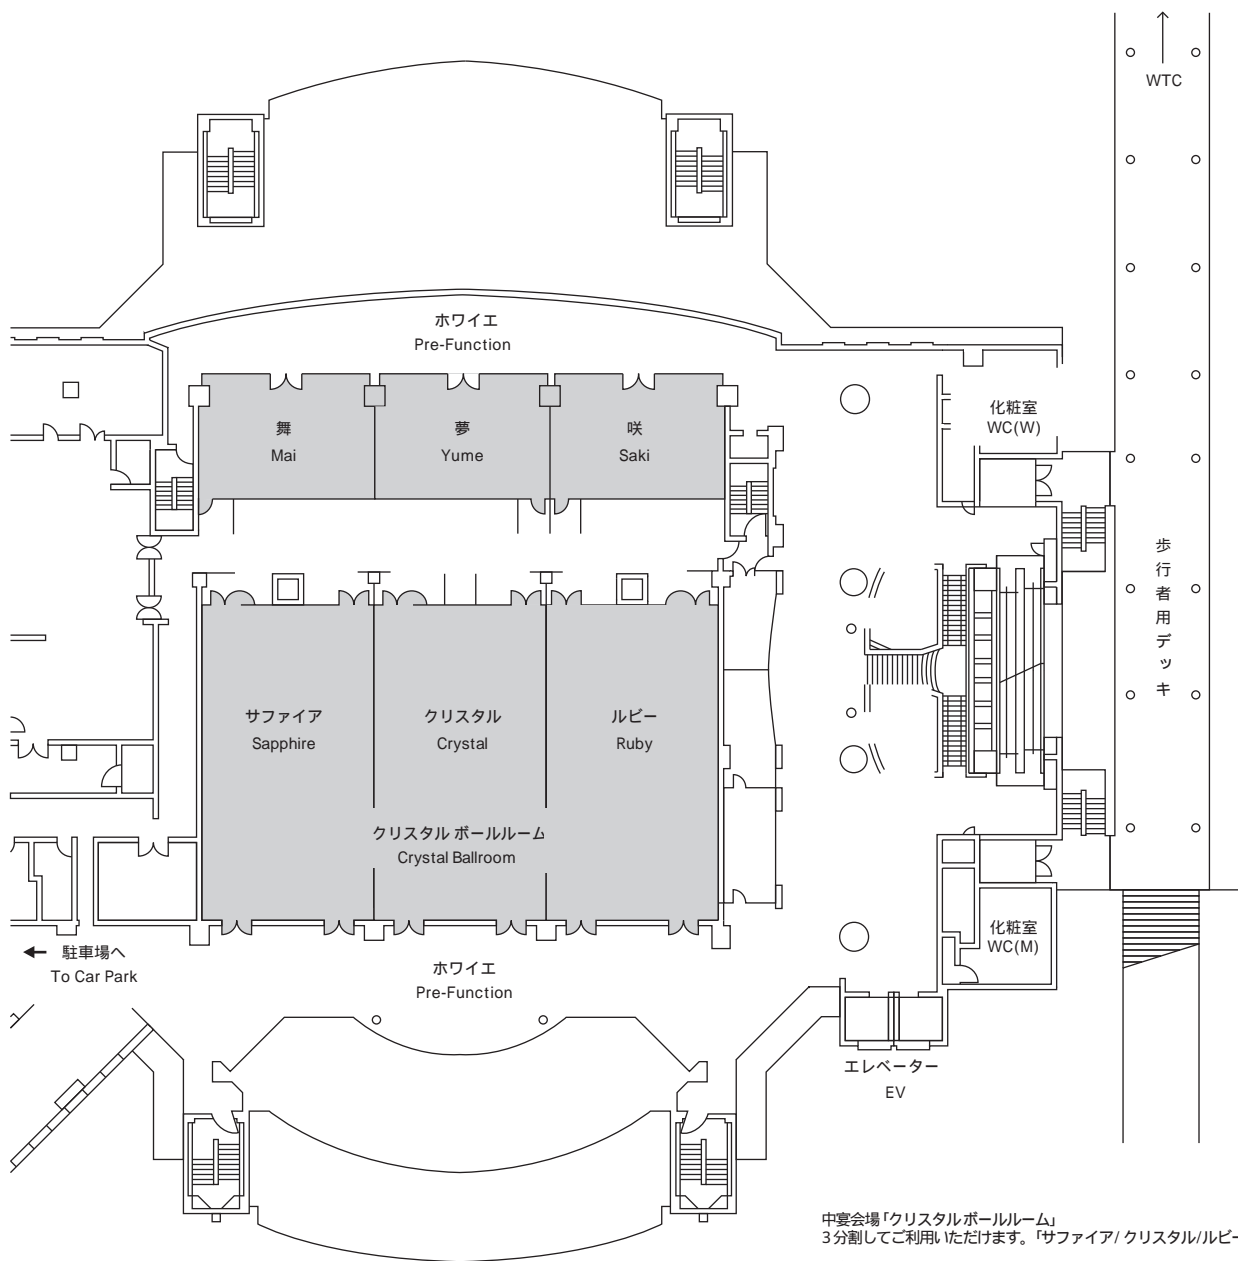 WTC
ホワイエ
Pre-Function
舞
Mai
夢
Yume
咲
Saki
化粧室
WC(W)
歩行者用デッキ
サファイア
Sapphire
クリスタル
Crystal
ルビー
Ruby
クリスタル ボールルーム
Crystal Ballroom
← 駐車場へ
To Car Park
ホワイエ
Pre-Function
化粧室
WC(M)
エレベーター
EV
中宴会場「クリスタル ボールルーム」
3分割してご利用いただけます。「サファイア/ クリスタル/ルビー